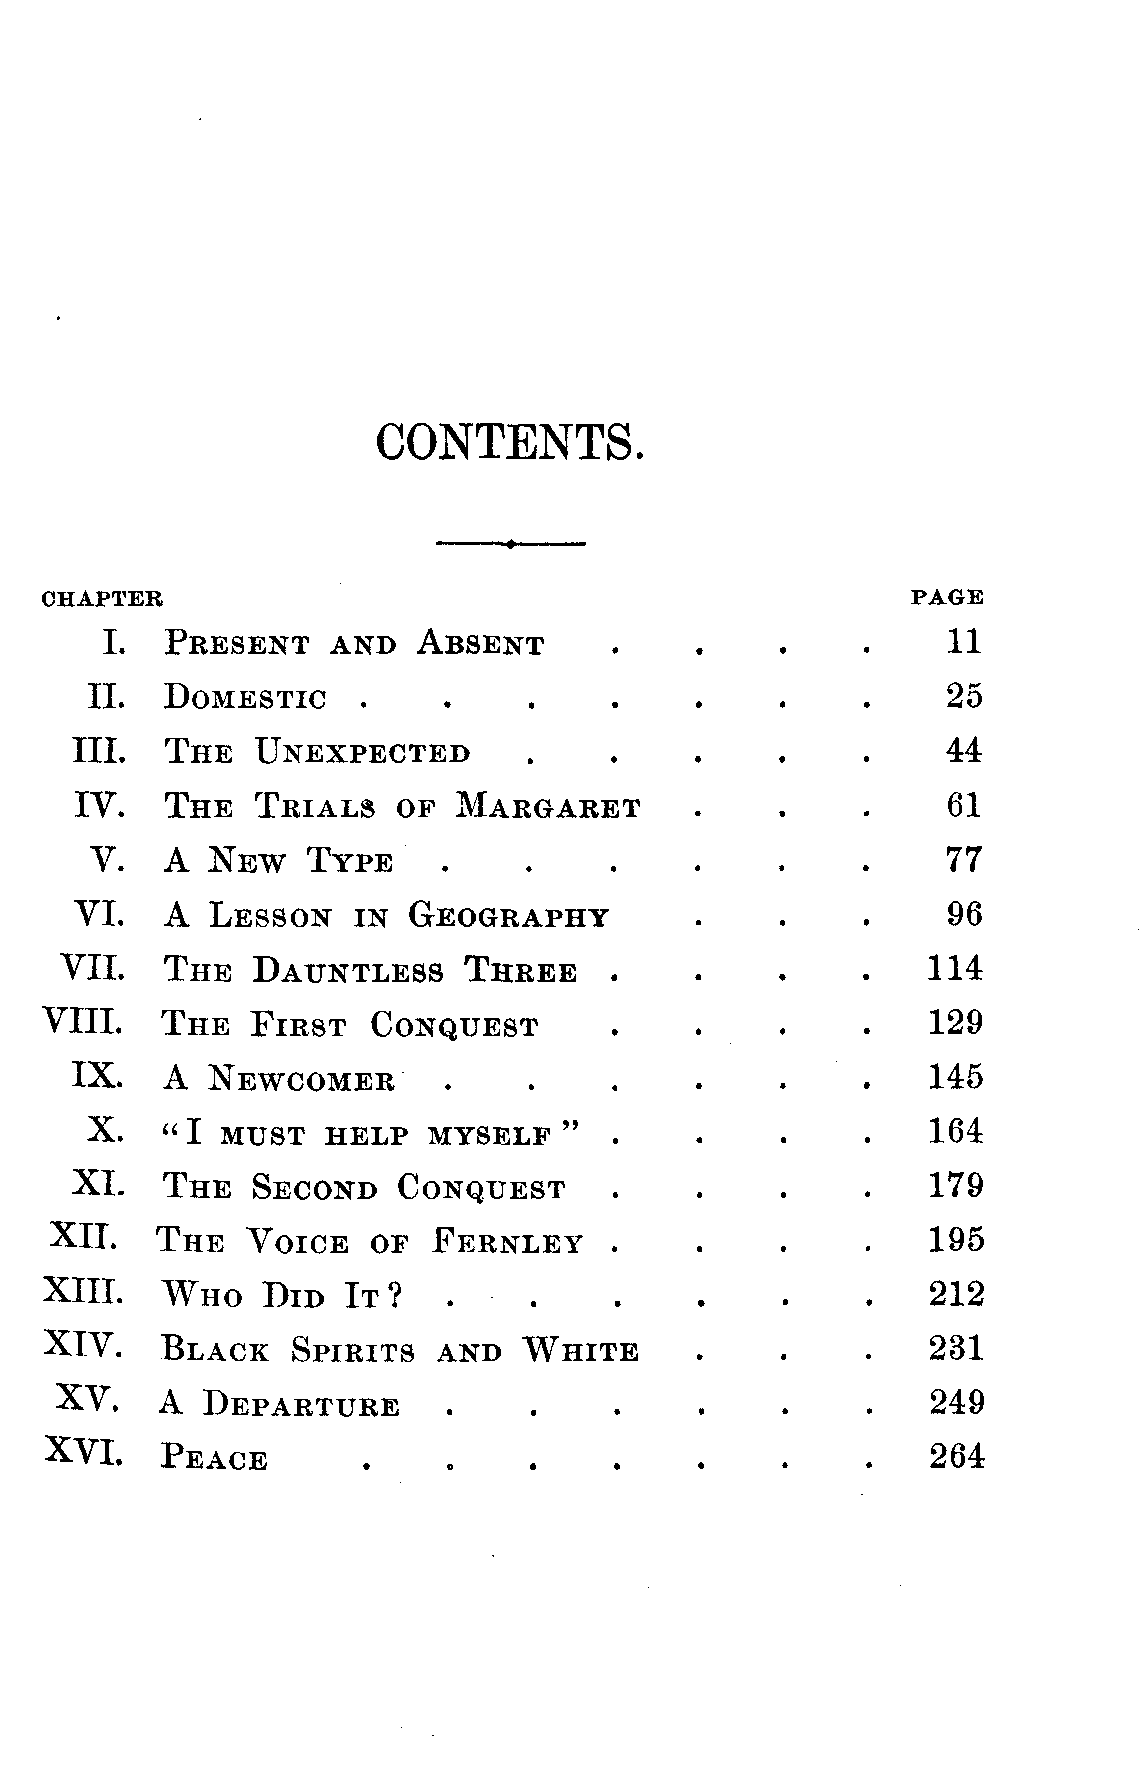 CONTENTS.
CHAPTER PAGE
I. PRESENT AND ABSENT . . . . 11
II. DOMESTIC . . . . . . . 25
III. THE UNEXPECTED . . . . . 44
IV. THE TRIALS OF MARGARET . . . 61
V. A NEW TYPE . . . . . . 77
VI. A LESSON IN GEOGRAPHY . . . 96
VII. THE DAUNTLESS THREE . . . . 114
VIII. THE FIRST CONQUEST . . . . 129
IX. A NEWCOMER . . . . . . 145
X. “I MUST HELP MYSELF” . . . . 164
XI. THE SECOND CONQUEST . . . . 179
XII. THE VOICE OF FERNLEY . . . . 195
XIII. WHO DID IT? . . . . . . 212
XIV. BLACK SPIRITS AND WHITE . . . 231
XV. A DEPARTURE . . . . . . 249
XVI. PEACE . . . . . . . 264